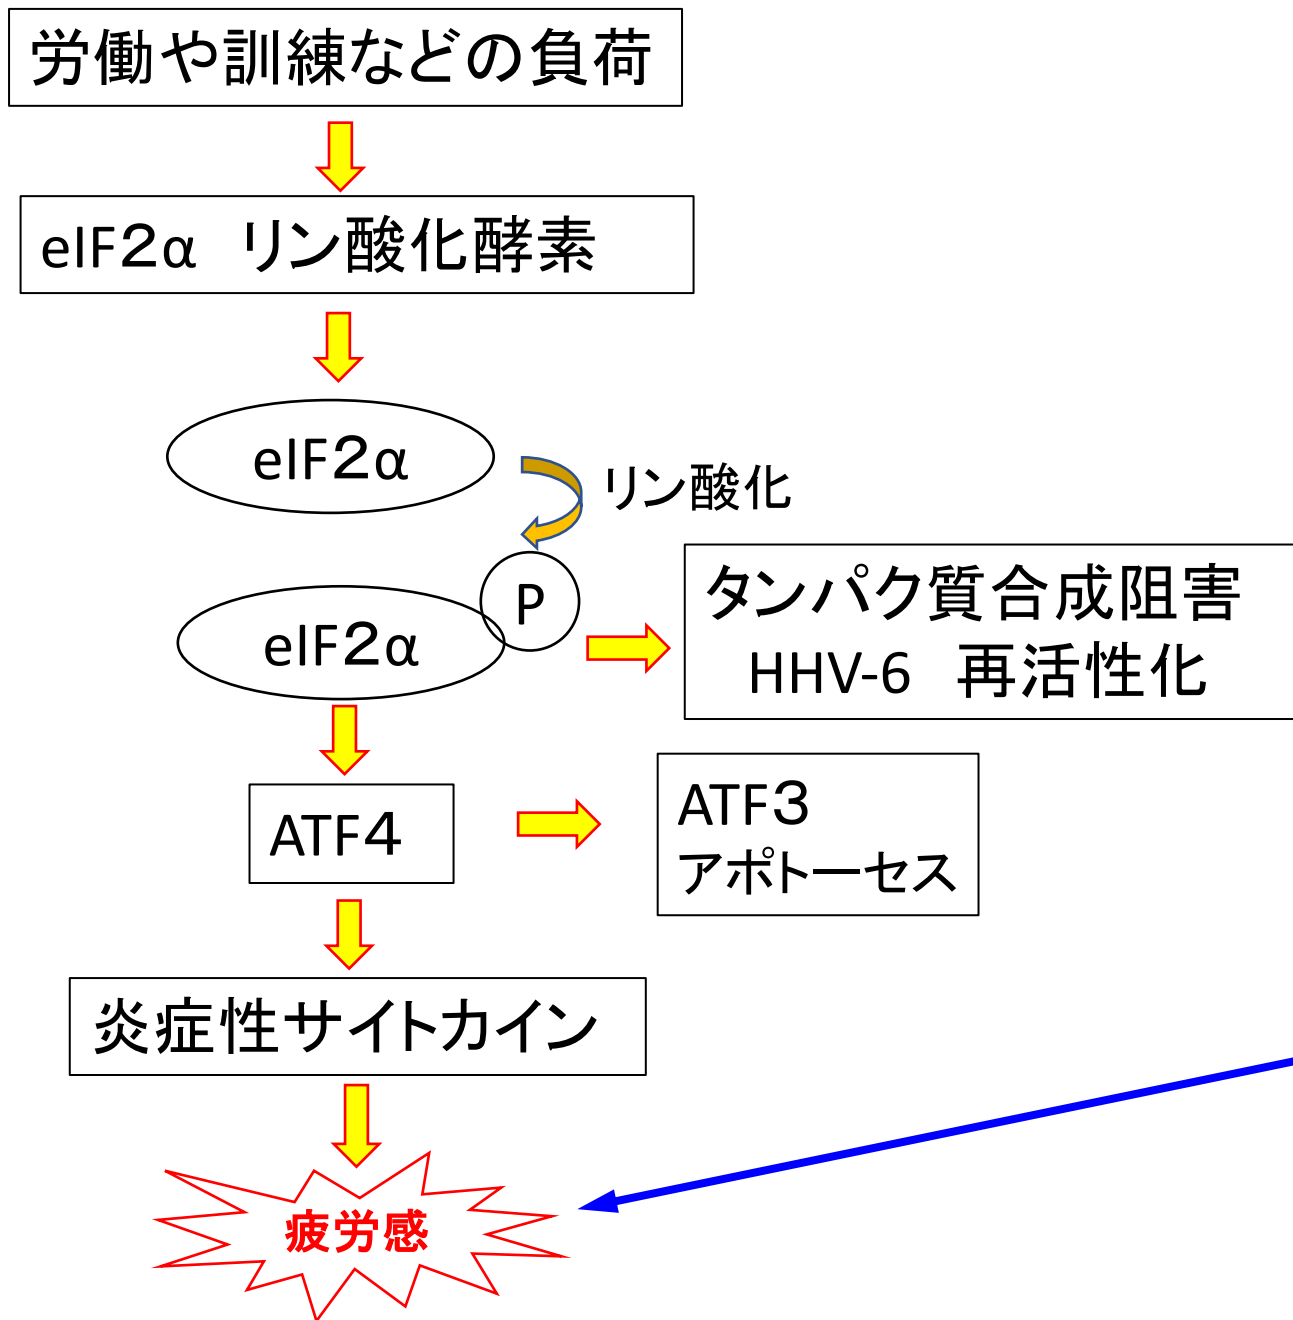 労働や訓練などの負荷
eIF2α　リン酸化酵素
eIF2α
リン酸化
P
eIF2α
タンパク質合成阻害
HHV-6　再活性化
ATF4
ATF3
アポトーセス
炎症性サイトカイン
疲労感